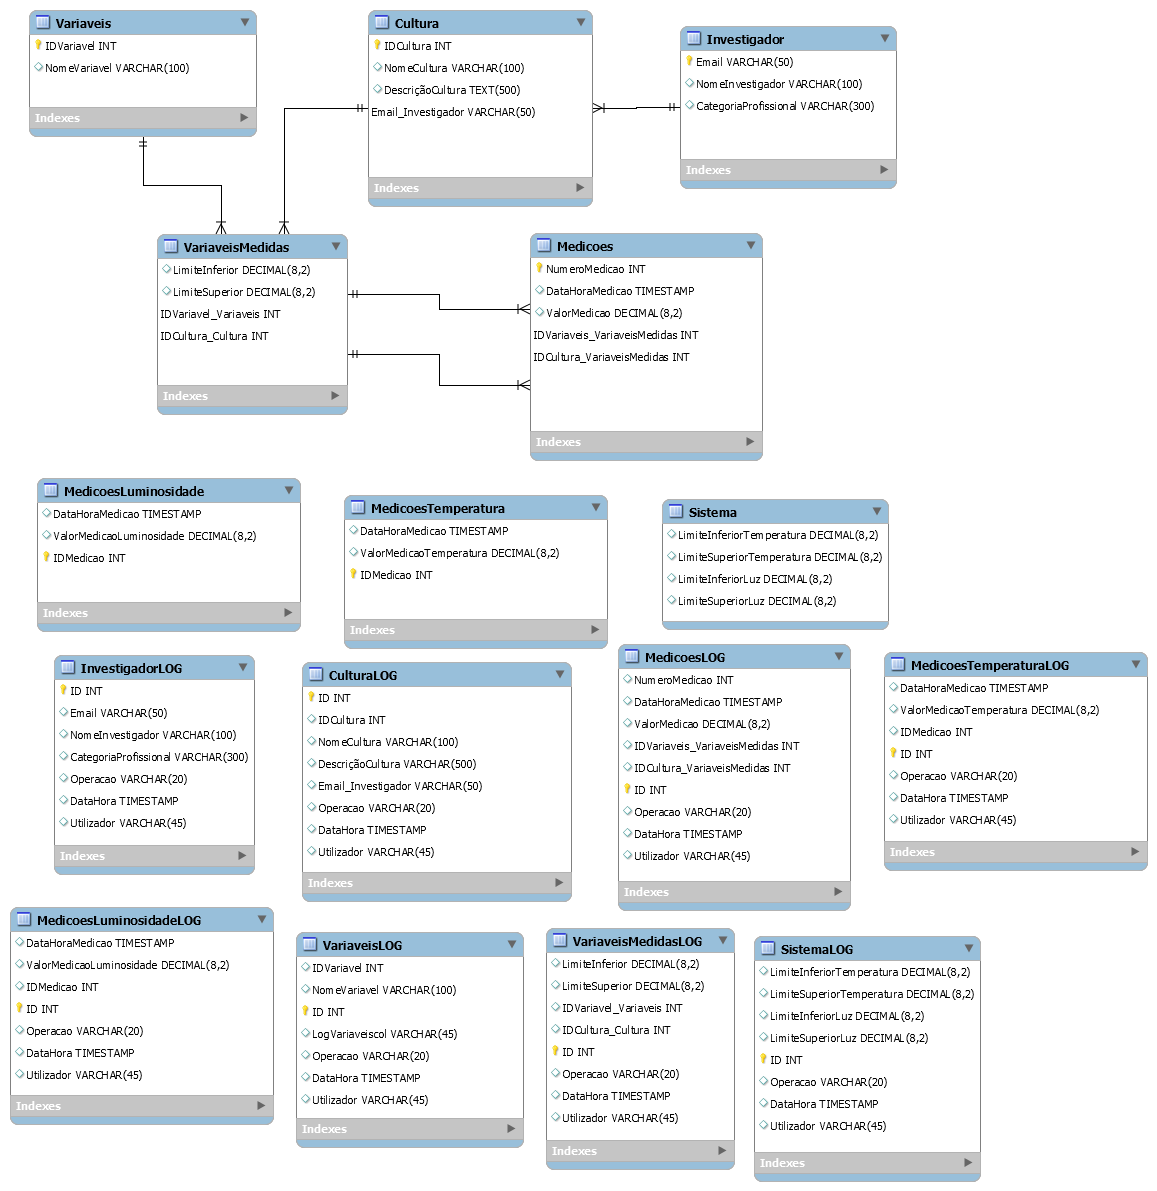 Variaveis
IDVariavel INT
NomeVariavel VARCHAR(100)
Indexes
Cultura
IDCultura INT
NomeCultura VARCHAR(100)
DescriçãoCultura TEXT(500)
Email_Investigador VARCHAR(50)
Indexes
Investigador
Email VARCHAR(50)
NomeInvestigador VARCHAR(100)
CategoriaProfissional VARCHAR(300)
Indexes
VariaveisMedidas
LimiteInferior DECIMAL(8,2)
LimiteSuperior DECIMAL(8,2)
IDVariavel_Variaveis INT
IDCultura_Cultura INT
Indexes
Medicoes
NumeroMedicao INT
DataHoraMedicao TIMESTAMP
ValorMedicao DECIMAL(8,2)
IDVariaveis_VariaveisMedidas INT
IDCultura_VariaveisMedidas INT
Indexes
MedicoesLuminosidade
DataHoraMedicao TIMESTAMP
ValorMedicaoLuminosidade DECIMAL(8,2)
IDMedicao INT
Indexes
MedicoesTemperatura
DataHoraMedicao TIMESTAMP
ValorMedicaoTemperatura DECIMAL(8,2)
IDMedicao INT
Indexes
Sistema
LimiteInferiorTemperatura DECIMAL(8,2)
LimiteSuperiorTemperatura DECIMAL(8,2)
LimiteInferiorLuz DECIMAL(8,2)
LimiteSuperiorLuz DECIMAL(8,2)
InvestigadorLOG
ID INT
Email VARCHAR(50)
NomeInvestigador VARCHAR(100)
CategoriaProfissional VARCHAR(300)
Operacao VARCHAR(20)
DataHora TIMESTAMP
Utilizador VARCHAR(45)
Indexes
CulturaLOG
ID INT
IDCultura INT
NomeCultura VARCHAR(100)
DescriçãoCultura VARCHAR(500)
Email_Investigador VARCHAR(50)
Operacao VARCHAR(20)
DataHora TIMESTAMP
Utilizador VARCHAR(45)
Indexes
MedicoesLOG
NumeroMedicao INT
DataHoraMedicao TIMESTAMP
ValorMedicao DECIMAL(8,2)
IDVariaveis_VariaveisMedidas INT
IDCultura_VariaveisMedidas INT
ID INT
Operacao VARCHAR(20)
DataHora TIMESTAMP
Utilizador VARCHAR(45)
Indexes
MedicoesTemperaturaLOG
DataHoraMedicao TIMESTAMP
ValorMedicaoTemperatura DECIMAL(8,2)
IDMedicao INT
ID INT
Operacao VARCHAR(20)
DataHora TIMESTAMP
Utilizador VARCHAR(45)
Indexes
MedicoesLuminosidadeLOG
DataHoraMedicao TIMESTAMP
ValorMedicaoLuminosidade DECIMAL(8,2)
IDMedicao INT
ID INT
Operacao VARCHAR(20)
DataHora TIMESTAMP
Utilizador VARCHAR(45)
Indexes
VariaveisLOG
IDVariavel INT
NomeVariavel VARCHAR(100)
ID INT
LogVariaveiscol VARCHAR(45)
Operacao VARCHAR(20)
DataHora TIMESTAMP
Utilizador VARCHAR(45)
Indexes
VariaveisMedidasLOG
LimiteInferior DECIMAL(8,2)
LimiteSuperior DECIMAL(8,2)
IDVariavel_Variaveis INT
IDCultura_Cultura INT
ID INT
Operacao VARCHAR(20)
DataHora TIMESTAMP
Utilizador VARCHAR(45)
Indexes
SistemaLOG
LimiteInferiorTemperatura DECIMAL(8,2)
LimiteSuperiorTemperatura DECIMAL(8,2)
LimiteInferiorLuz DECIMAL(8,2)
LimiteSuperiorLuz DECIMAL(8,2)
ID INT
Operacao VARCHAR(20)
DataHora TIMESTAMP
Utilizador VARCHAR(45)
Indexes